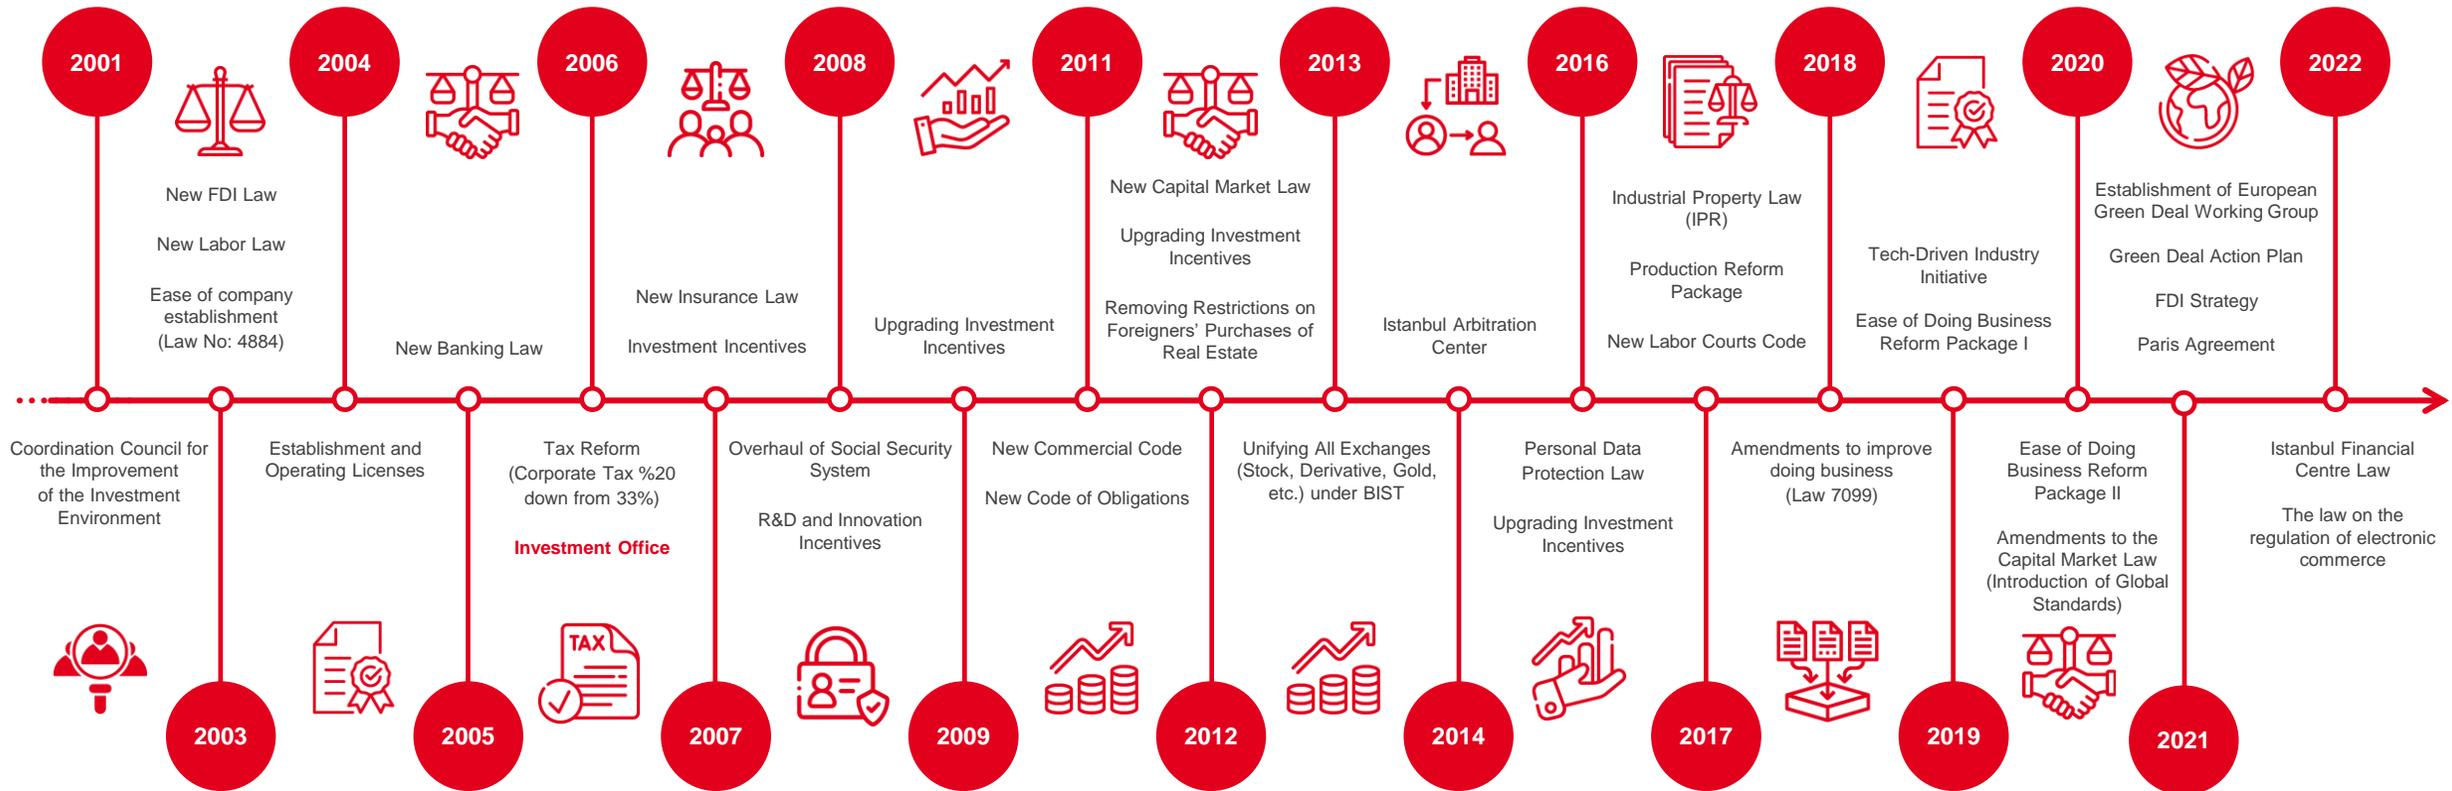 2001
Coordination Council for
the Improvement
of the Investment
Environment
2003
New FDI Law
New Labor Law
Ease of company
establishment
(Law No: 4884)
2004
Establishment and
Operating Licenses
2005
New Banking Law
2006
Tax Reform
(Corporate Tax %20
down from 33%)
Investment Office
TAX
2007
New Insurance Law
Investment Incentives
2008
Overhaul of Social Security
System
R&D and Innovation
Incentives
2009
Upgrading Investment
Incentives
2011
New Commercial Code
New Code of Obligations
2012
New Capital Market Law
Upgrading Investment
Incentives
Removing Restrictions on
Foreigners’ Purchases of
Real Estate
2013
Unifying All Exchanges
(Stock, Derivative, Gold,
etc.) under BIST
2014
Istanbul Arbitration
Center
2016
Personal Data
Protection Law
Upgrading Investment
Incentives
2017
Industrial Property Law
(IPR)
Production Reform
Package
New Labor Courts Code
2018
Amendments to improve
doing business
(Law 7099)
2019
Tech-Driven Industry
Initiative
Ease of Doing Business
Reform Package I
2020
Ease of Doing
Business Reform
Package II
Amendments to the
Capital Market Law
(Introduction of Global
Standards)
2021
Establishment of European
Green Deal Working Group
Green Deal Action Plan
FDI Strategy
Paris Agreement
2022
Istanbul Financial
Centre Law
The law on the
regulation of electronic
commerce